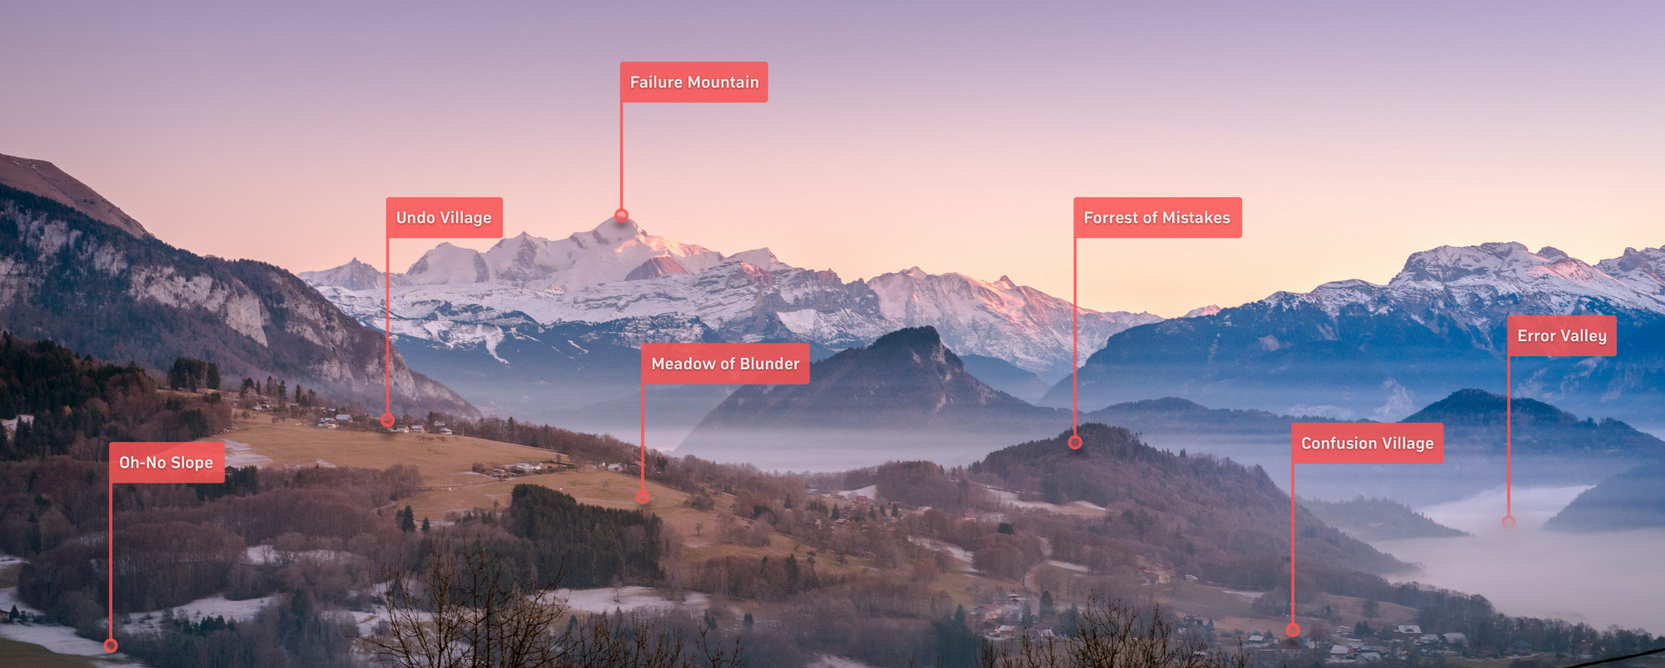 Failure Mountain
Undo Village
Forrest of Mistakes
Error Valley
Meadow of Blunder
Confusion Village
Oh-No Slope